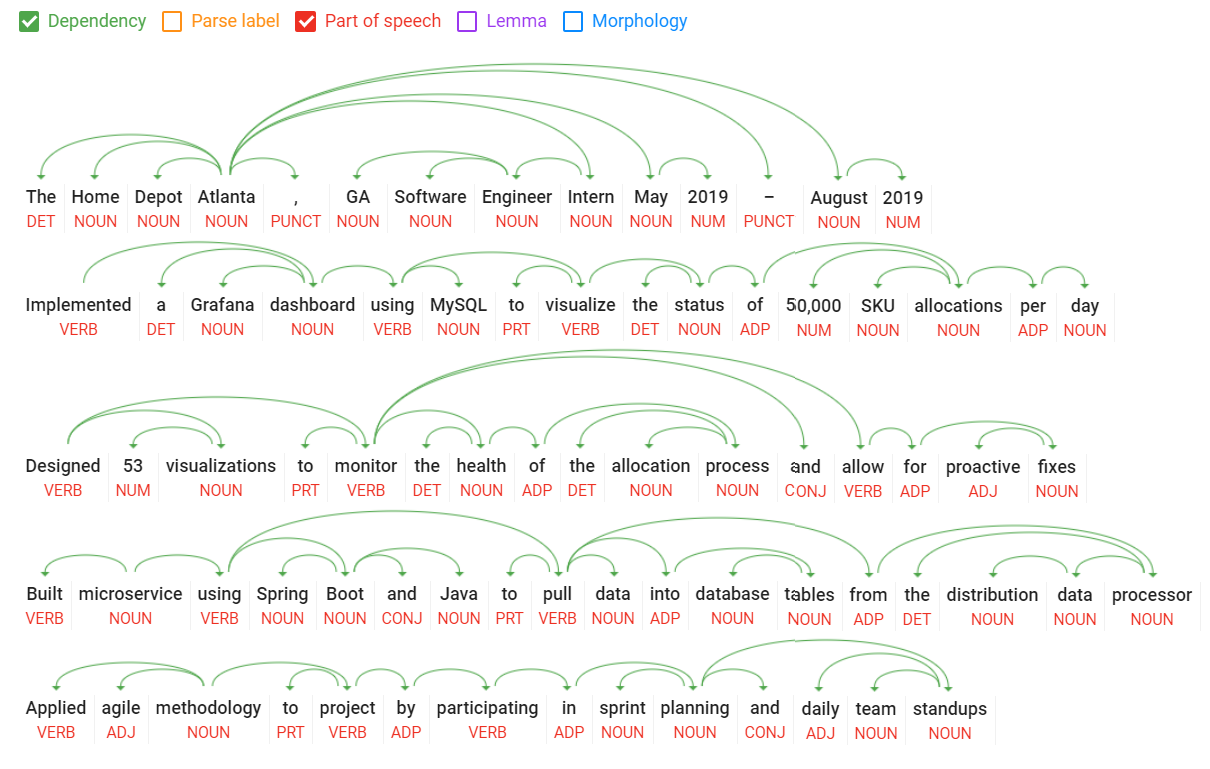 Dependency Parse label Part of speech Lemma Morphology
The Home Depot Atlanta , GA Software Engineer Intern May 2019 – August 2019
DET NOUN NOUN NOUN PUNCT NOUN NOUN NOUN NOUN NOUN NUM PUNCT NOUN NUM
Implemented a Grafana dashboard using MySQL to visualize the status of 50,000 SKU allocations per day
VERB DET NOUN NOUN VERB NOUN PRT VERB DET NOUN ADP NUM NOUN NOUN ADP NOUN
Designed 53 visualizations to monitor the health of the allocation process and allow for proactive fixes
VERB NUM NOUN PRT VERB DET NOUN ADP DET NOUN NOUN CONJ VERB ADP ADJ NOUN
Built microservice using Spring Boot and Java to pull data into database tables from the distribution data processor
VERB NOUN VERB NOUN NOUN CONJ NOUN PRT VERB NOUN ADP NOUN NOUN ADP DET NOUN NOUN NOUN
Applied agile methodology to project by participating in sprint planning and daily team standups
VERB ADJ NOUN PRT VERB ADP VERB ADP NOUN NOUN CONJ ADJ NOUN NOUN